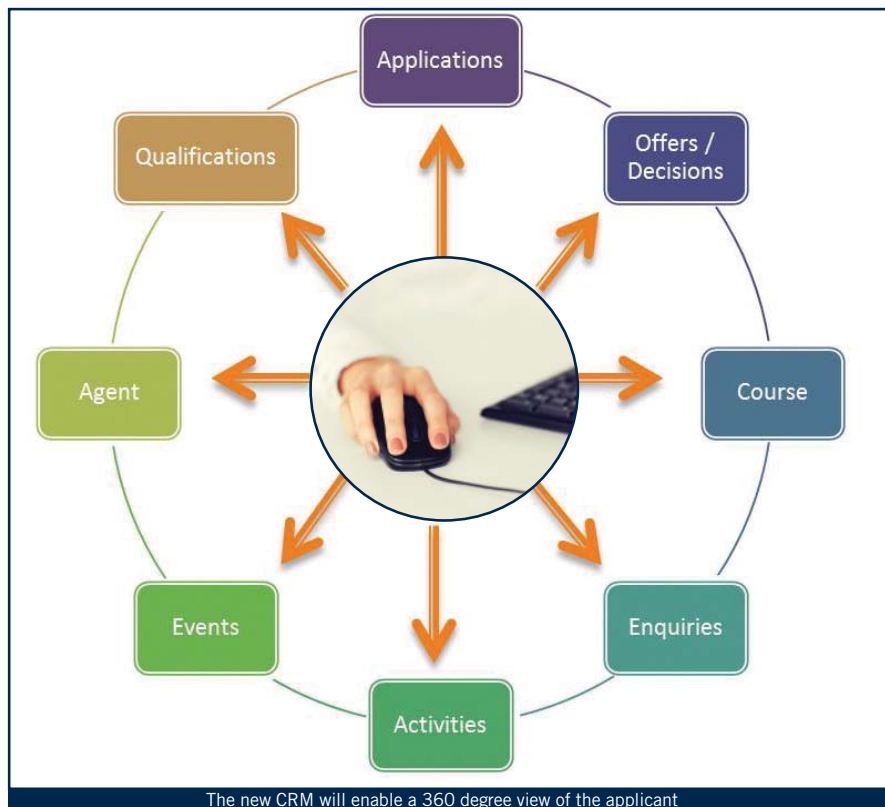 Applications
Qualifications
Offers /
Decisions
Agent
Course
Events
Enquiries
Activities
The new CRM will enable a 360 degree view of the applicant